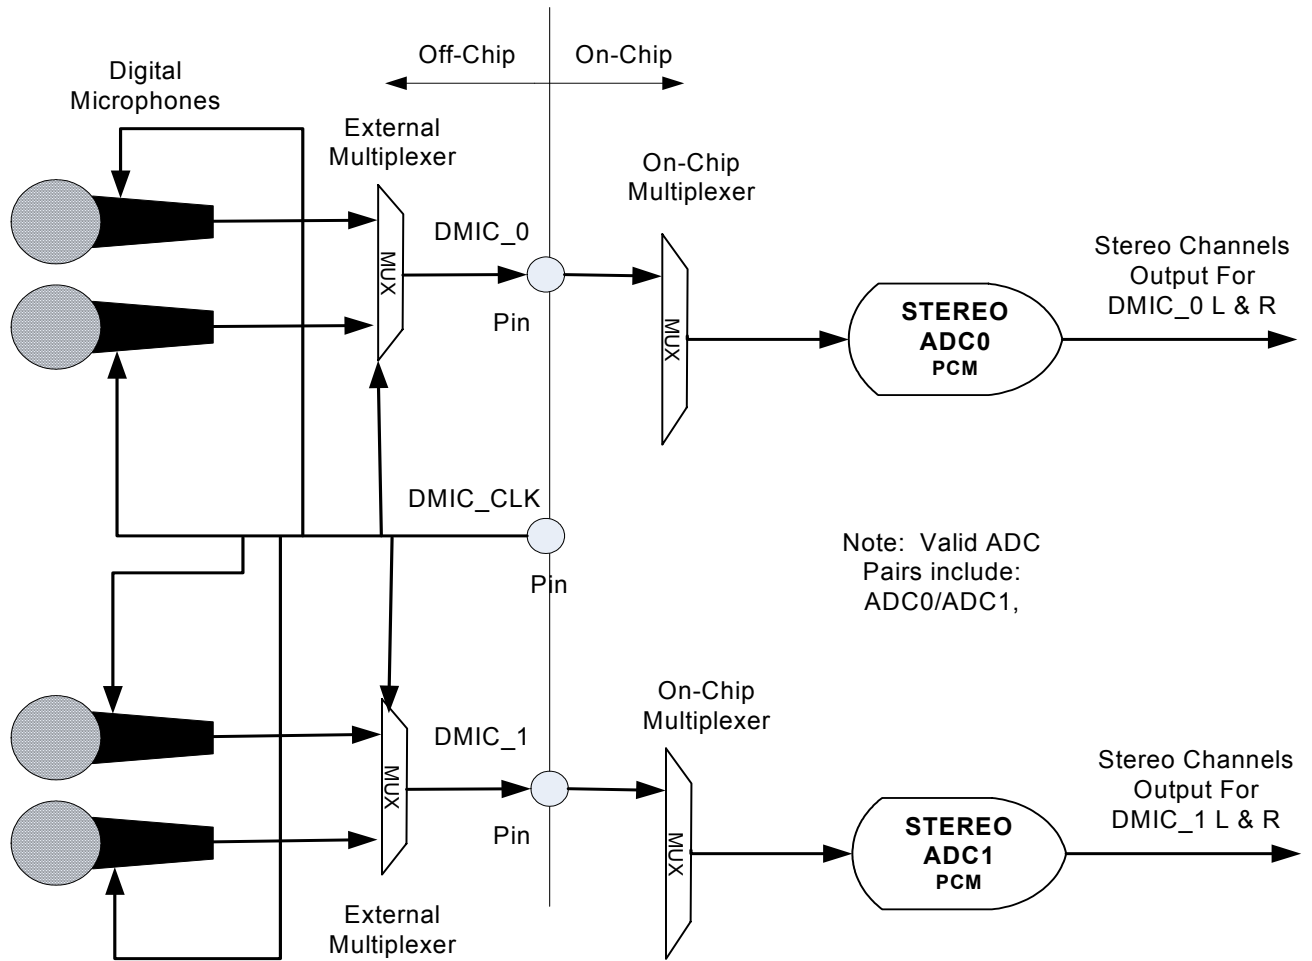 Off-Chip
On-Chip
Digital
Microphones
External
Multiplexer
On-Chip
Multiplexer
DMIC_0
MUX
Pin
MUX
STEREO
ADC0
PCM
Stereo Channels
Output For
DMIC_0 L & R
DMIC_CLK
Pin
Note:  Valid ADC
Pairs include:
ADC0/ADC1,
On-Chip
Multiplexer
DMIC_1
MUX
Pin
MUX
STEREO
ADC1
PCM
Stereo Channels
Output For
DMIC_1 L & R
External
Multiplexer